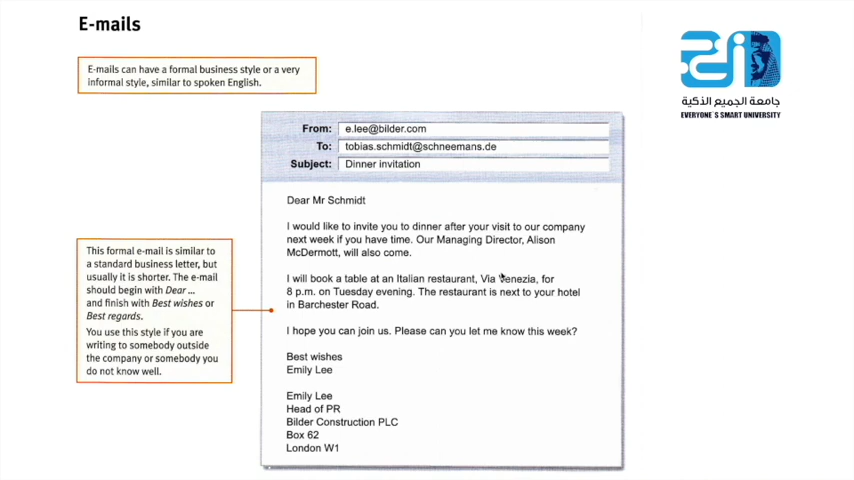 E-mails
E-mails can have a formal business style or a very
informal style, similar to spoken English.
جامعة الجميع الذكية
EVERYONE`S SMART UNIVERSITY
From: e.lee@bilder.com
To: tobias.schmidt@schneemans.de
Subject: Dinner invitation
Dear Mr Schmidt
I would like to invite you to dinner after your visit to our company
next week if you have time. Our Managing Director, Alison
McDermott, will also come.
I will book a table at an Italian restaurant, Via Venezia, for
8 p.m. on Tuesday evening. The restaurant is next to your hotel
in Barchester Road.
I hope you can join us. Please can you let me know this week?
Best wishes
Emily Lee
Emily Lee
Head of PR
Bilder Construction PLC
Box 62
London W1
This formal e-mail is similar to
a standard business letter, but
usually it is shorter. The e-mail
should begin with Dear ...
and finish with Best wishes or
Best regards.
You use this style if you are
writing to somebody outside
the company or somebody you
do not know well.